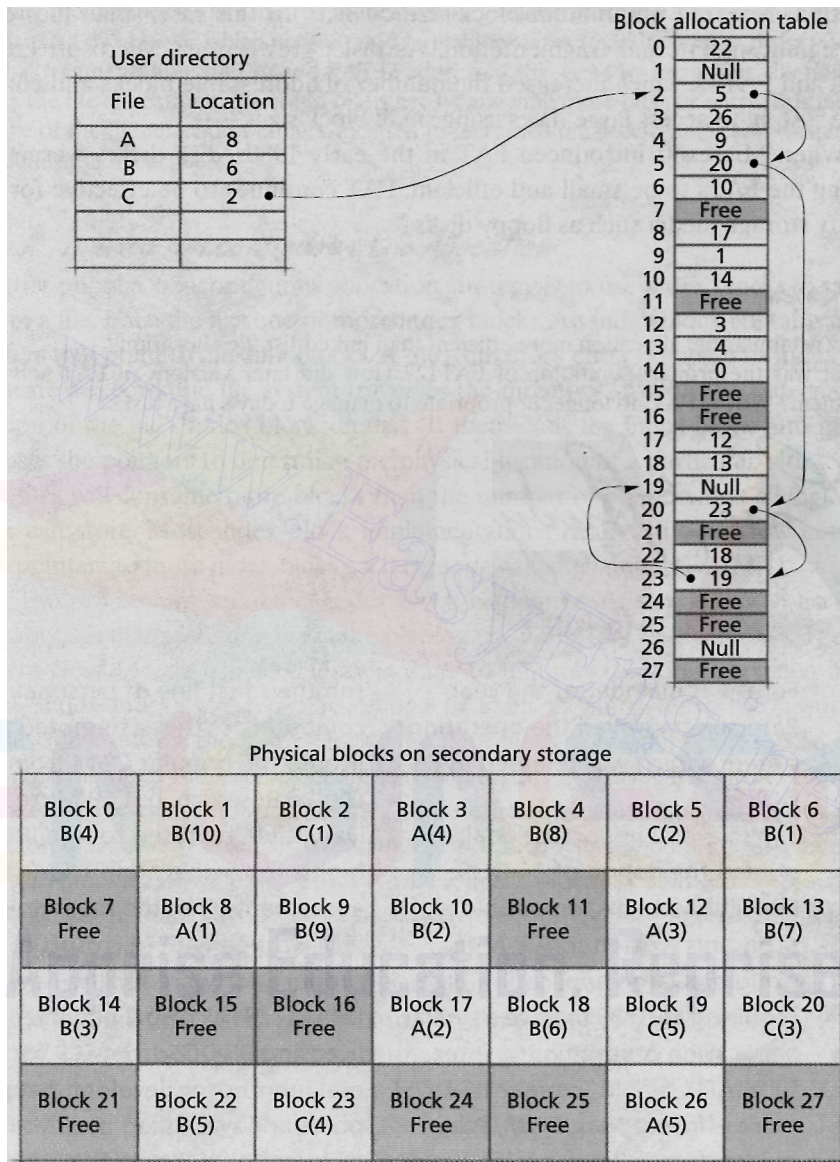 Block allocation table
0 22
1 Null
2 5
3 26
4 9
5 20
6 10
7 Free
8 17
9 1
10 14
11 Free
12 3
13 4
14 0
15 Free
16 Free
17 12
18 13
19 Null
20 23
21 Free
22 18
23 19
24 Free
25 Free
26 Null
27 Free
User directory
File Location
A 8
B 6
C 2
Physical blocks on secondary storage
Block 0 Block 1 Block 2 Block 3 Block 4 Block 5 Block 6
B(4) B(10) C(1) A(4) B(8) C(2) B(1)
Block 7 Block 8 Block 9 Block 10 Block 11 Block 12 Block 13
Free A(1) B(9) B(2) Free A(3) B(7)
Block 14 Block 15 Block 16 Block 17 Block 18 Block 19 Block 20
B(3) Free Free A(2) B(6) C(5) C(3)
Block 21 Block 22 Block 23 Block 24 Block 25 Block 26 Block 27
Free B(5) C(4) Free Free A(5) Free